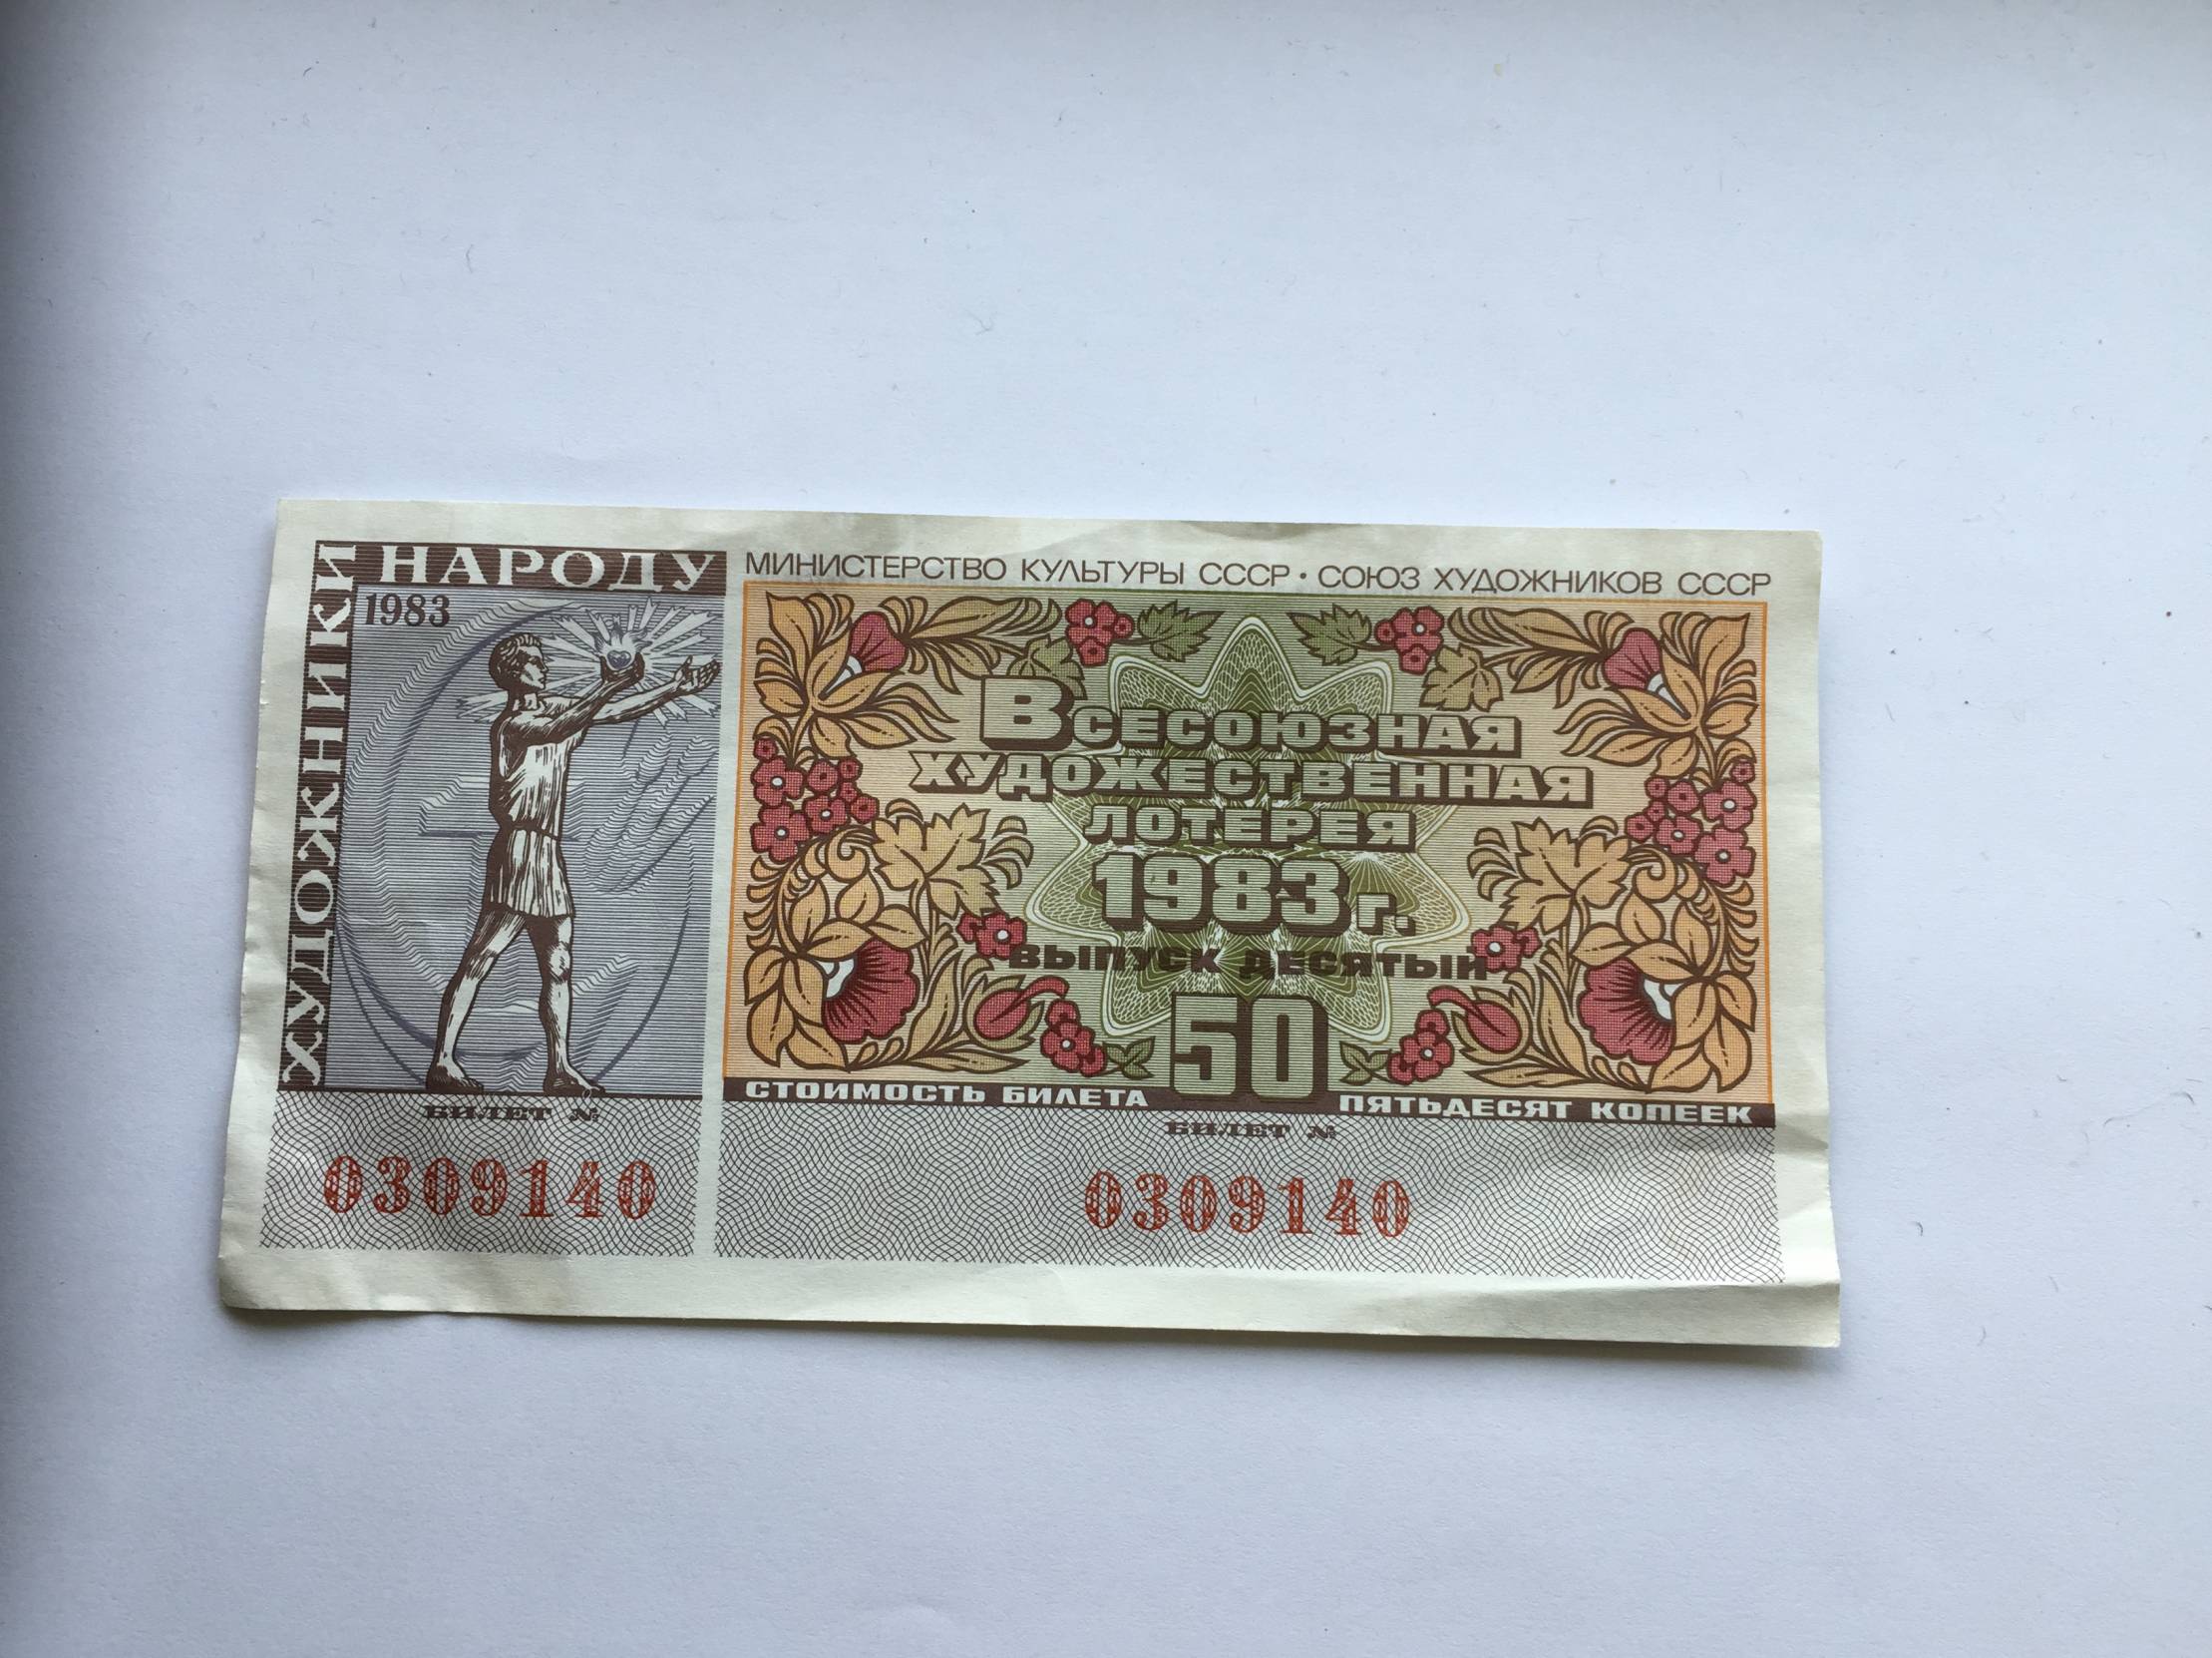 ХУДОЖНИКИ НАРОДУ
1983
БИЛЕТ №
0309140
МИНИСТЕРСТВО КУЛЬТУРЫ СССР • СОЮЗ ХУДОЖНИКОВ СССР
ВСЕСОЮЗНАЯ
ХУДОЖЕСТВЕННАЯ
ЛОТЕРЕЯ
1983 г.
ВЫПУСК ДЕСЯТЫЙ
50
СТОИМОСТЬ БИЛЕТА ПЯТЬДЕСЯТ КОПЕЕК
БИЛЕТ №
0309140